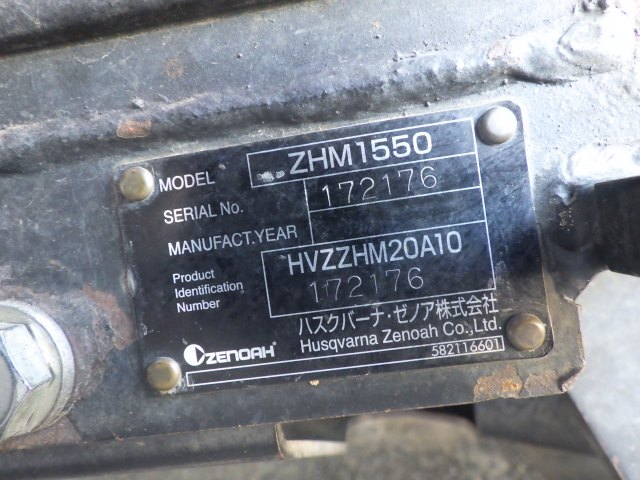 MODEL ZHM1550
SERIAL No. 172176
MANUFACT.YEAR
Product
Identification
Number
HVZZHM20A10
172176
ハスクバーナ・ゼノア株式会社
Husqvarna Zenoah Co.,Ltd.
ZENOAH
582116601